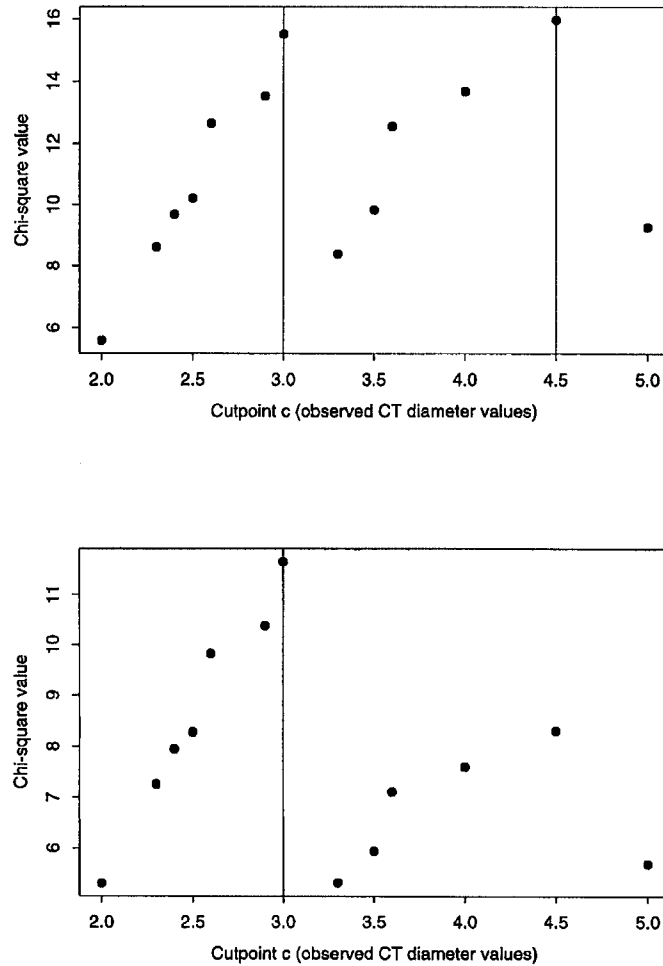 16
14
12
10
8
6
Chi-square value
2.0 2.5 3.0 3.5 4.0 4.5 5.0
Cutpoint c (observed CT diameter values)
11
10
9
8
7
6
Chi-square value
2.0 2.5 3.0 3.5 4.0 4.5 5.0
Cutpoint c (observed CT diameter values)